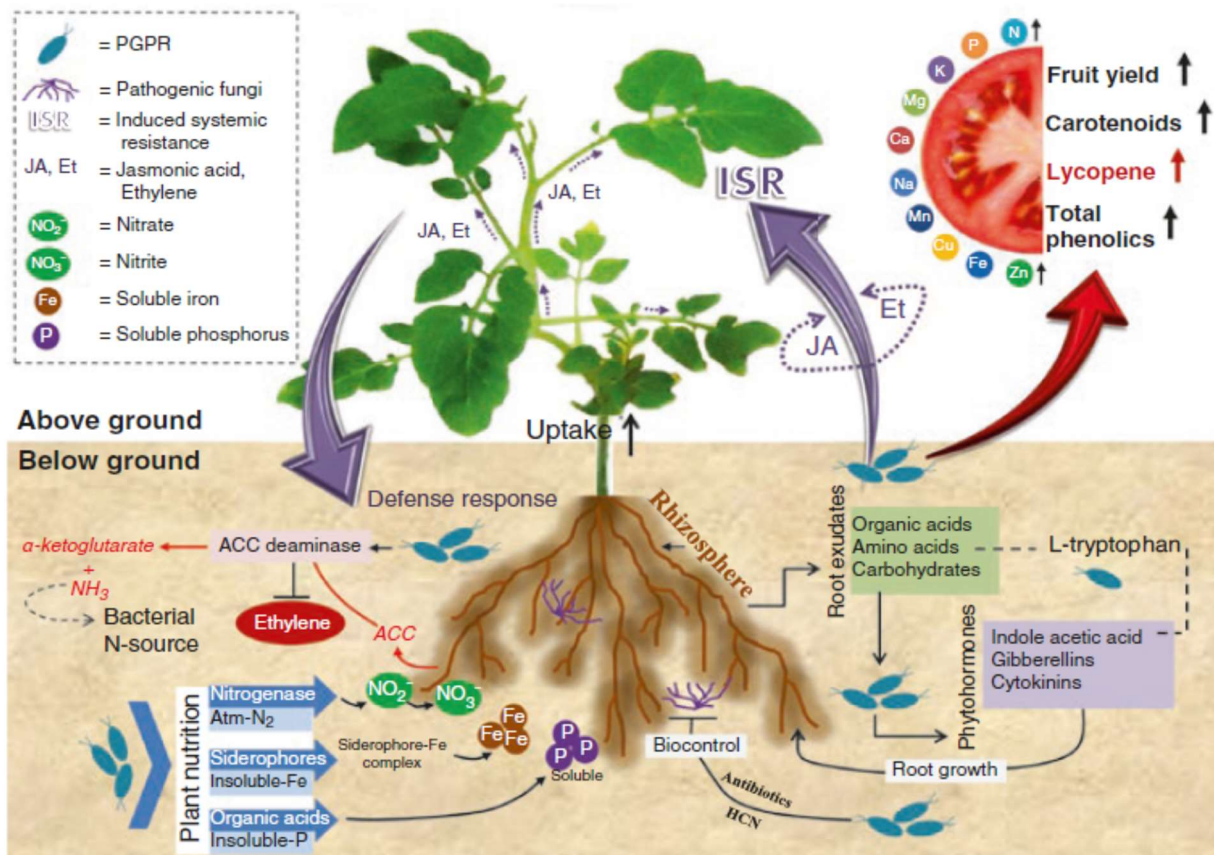 = PGPR
= Pathogenic fungi
ISR = Induced systemic
resistance
JA, Et = Jasmonic acid,
Ethylene
NO₂⁻ = Nitrate
NO₃⁻ = Nitrite
Fe = Soluble iron
P = Soluble phosphorus
JA, Et
JA, Et
JA, Et
ISR
Et
JA
N
P
K
Mg
Ca
Na
Mn
Cu
Fe
Zn
Fruit yield
Carotenoids
Lycopene
Total
phenolics
Above ground
Below ground
Uptake
Defense response
Rhizosphere
α-ketoglutarate
ACC deaminase
+
NH₃
Bacterial
N-source
Ethylene
ACC
Plant nutrition
Nitrogenase
Atm-N₂
NO₂⁻
NO₃⁻
Siderophores
Insoluble-Fe
Siderophore-Fe
complex
Fe
Fe Fe
Organic acids
Insoluble-P
P
P P
Soluble
Biocontrol
Antibiotics
HCN
Root exudates
Organic acids
Amino acids
Carbohydrates
L-tryptophan
Phytohormones
Indole acetic acid
Gibberellins
Cytokinins
Root growth